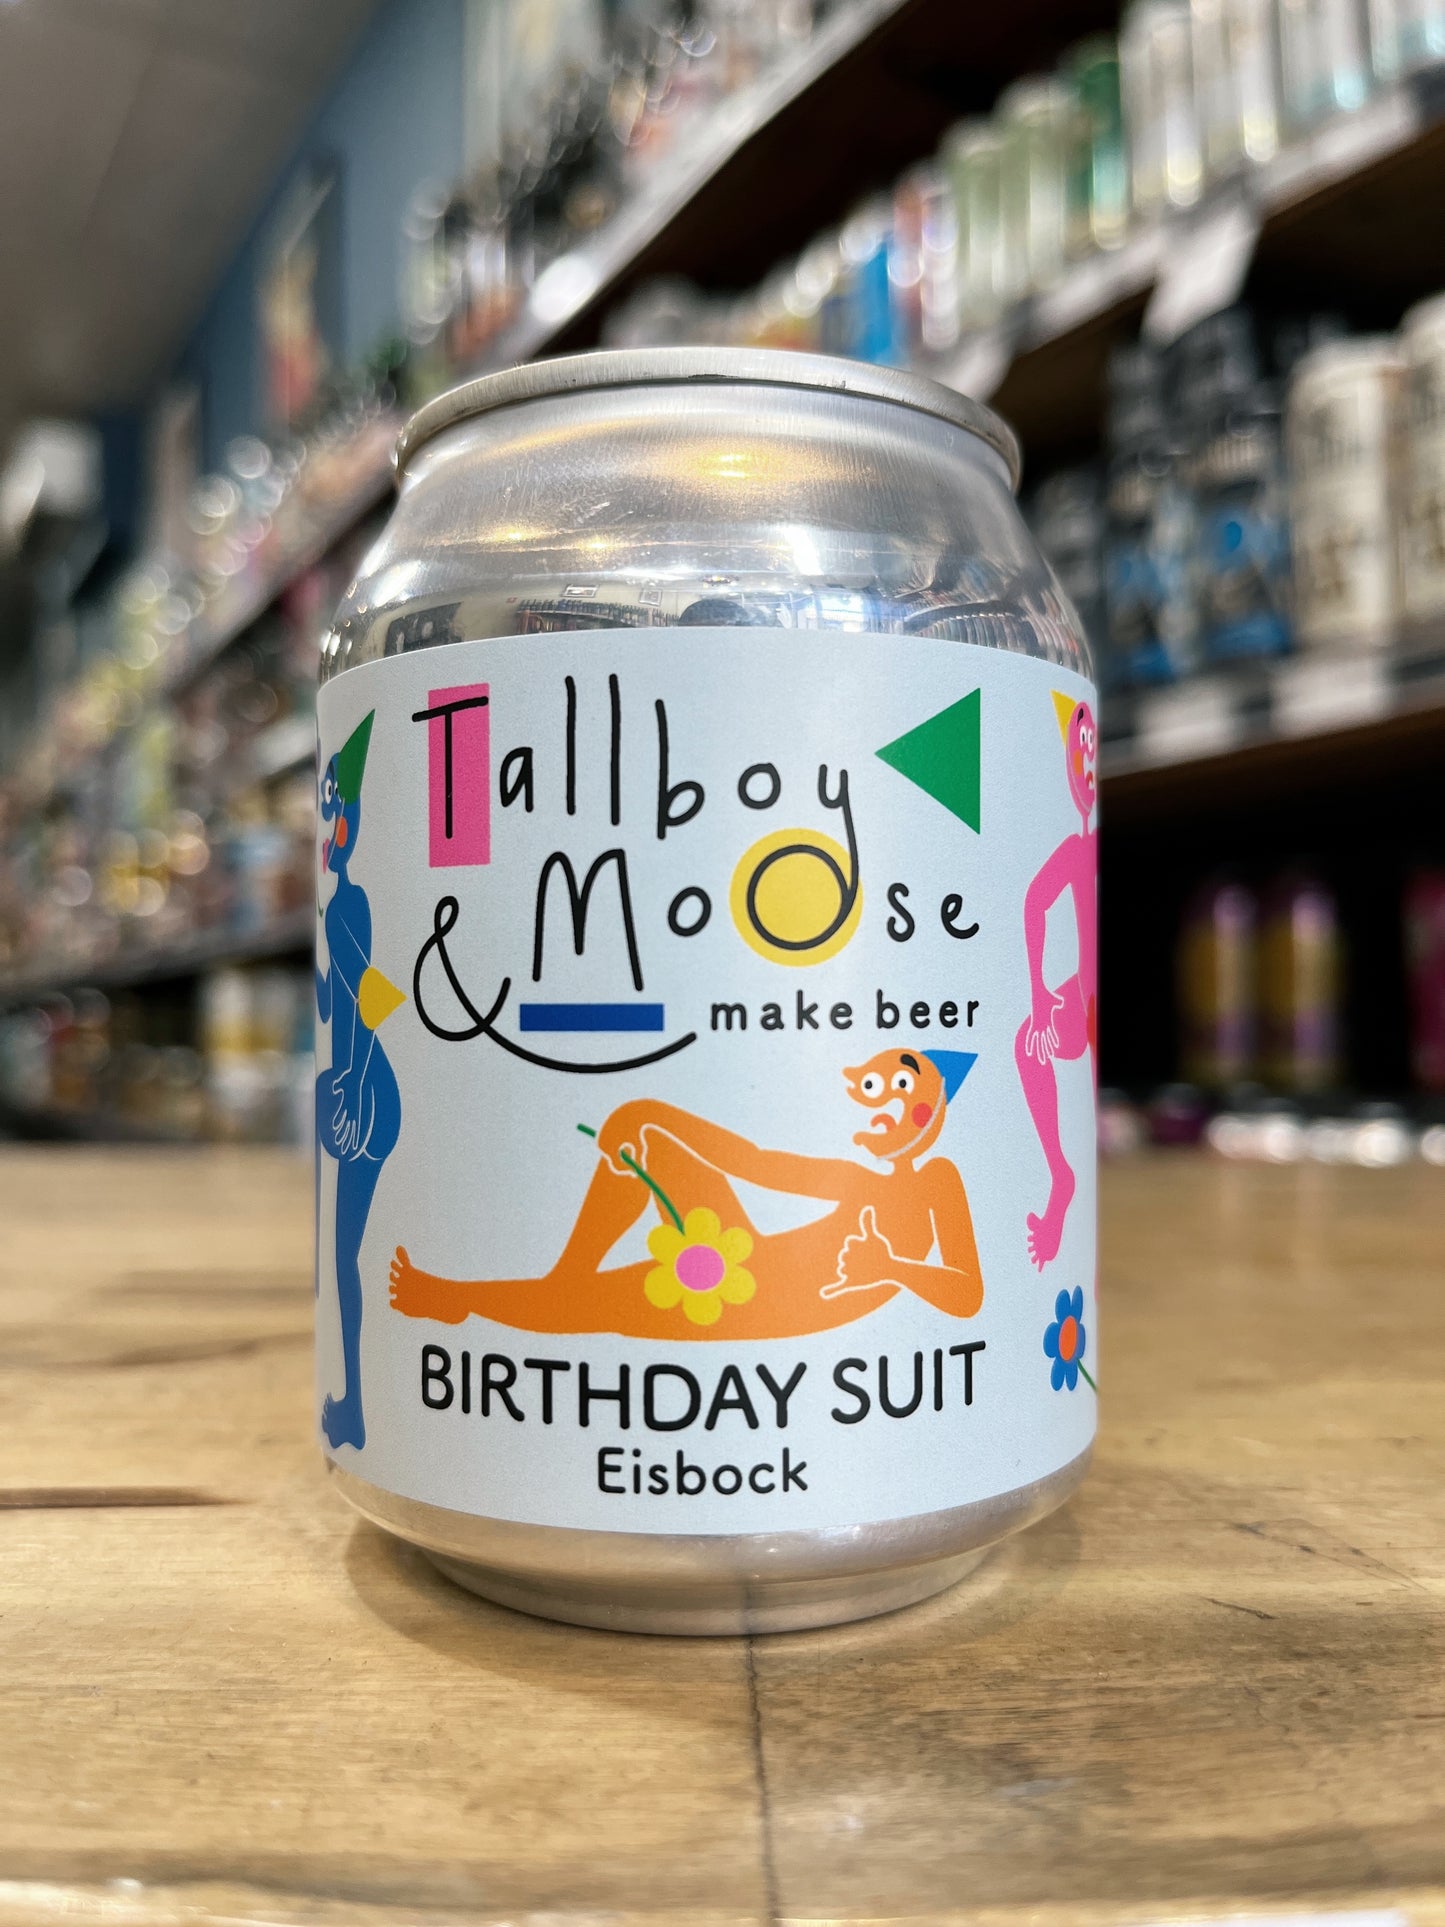 Tallboy
& Moose
make beer
BIRTHDAY SUIT
Eisbock